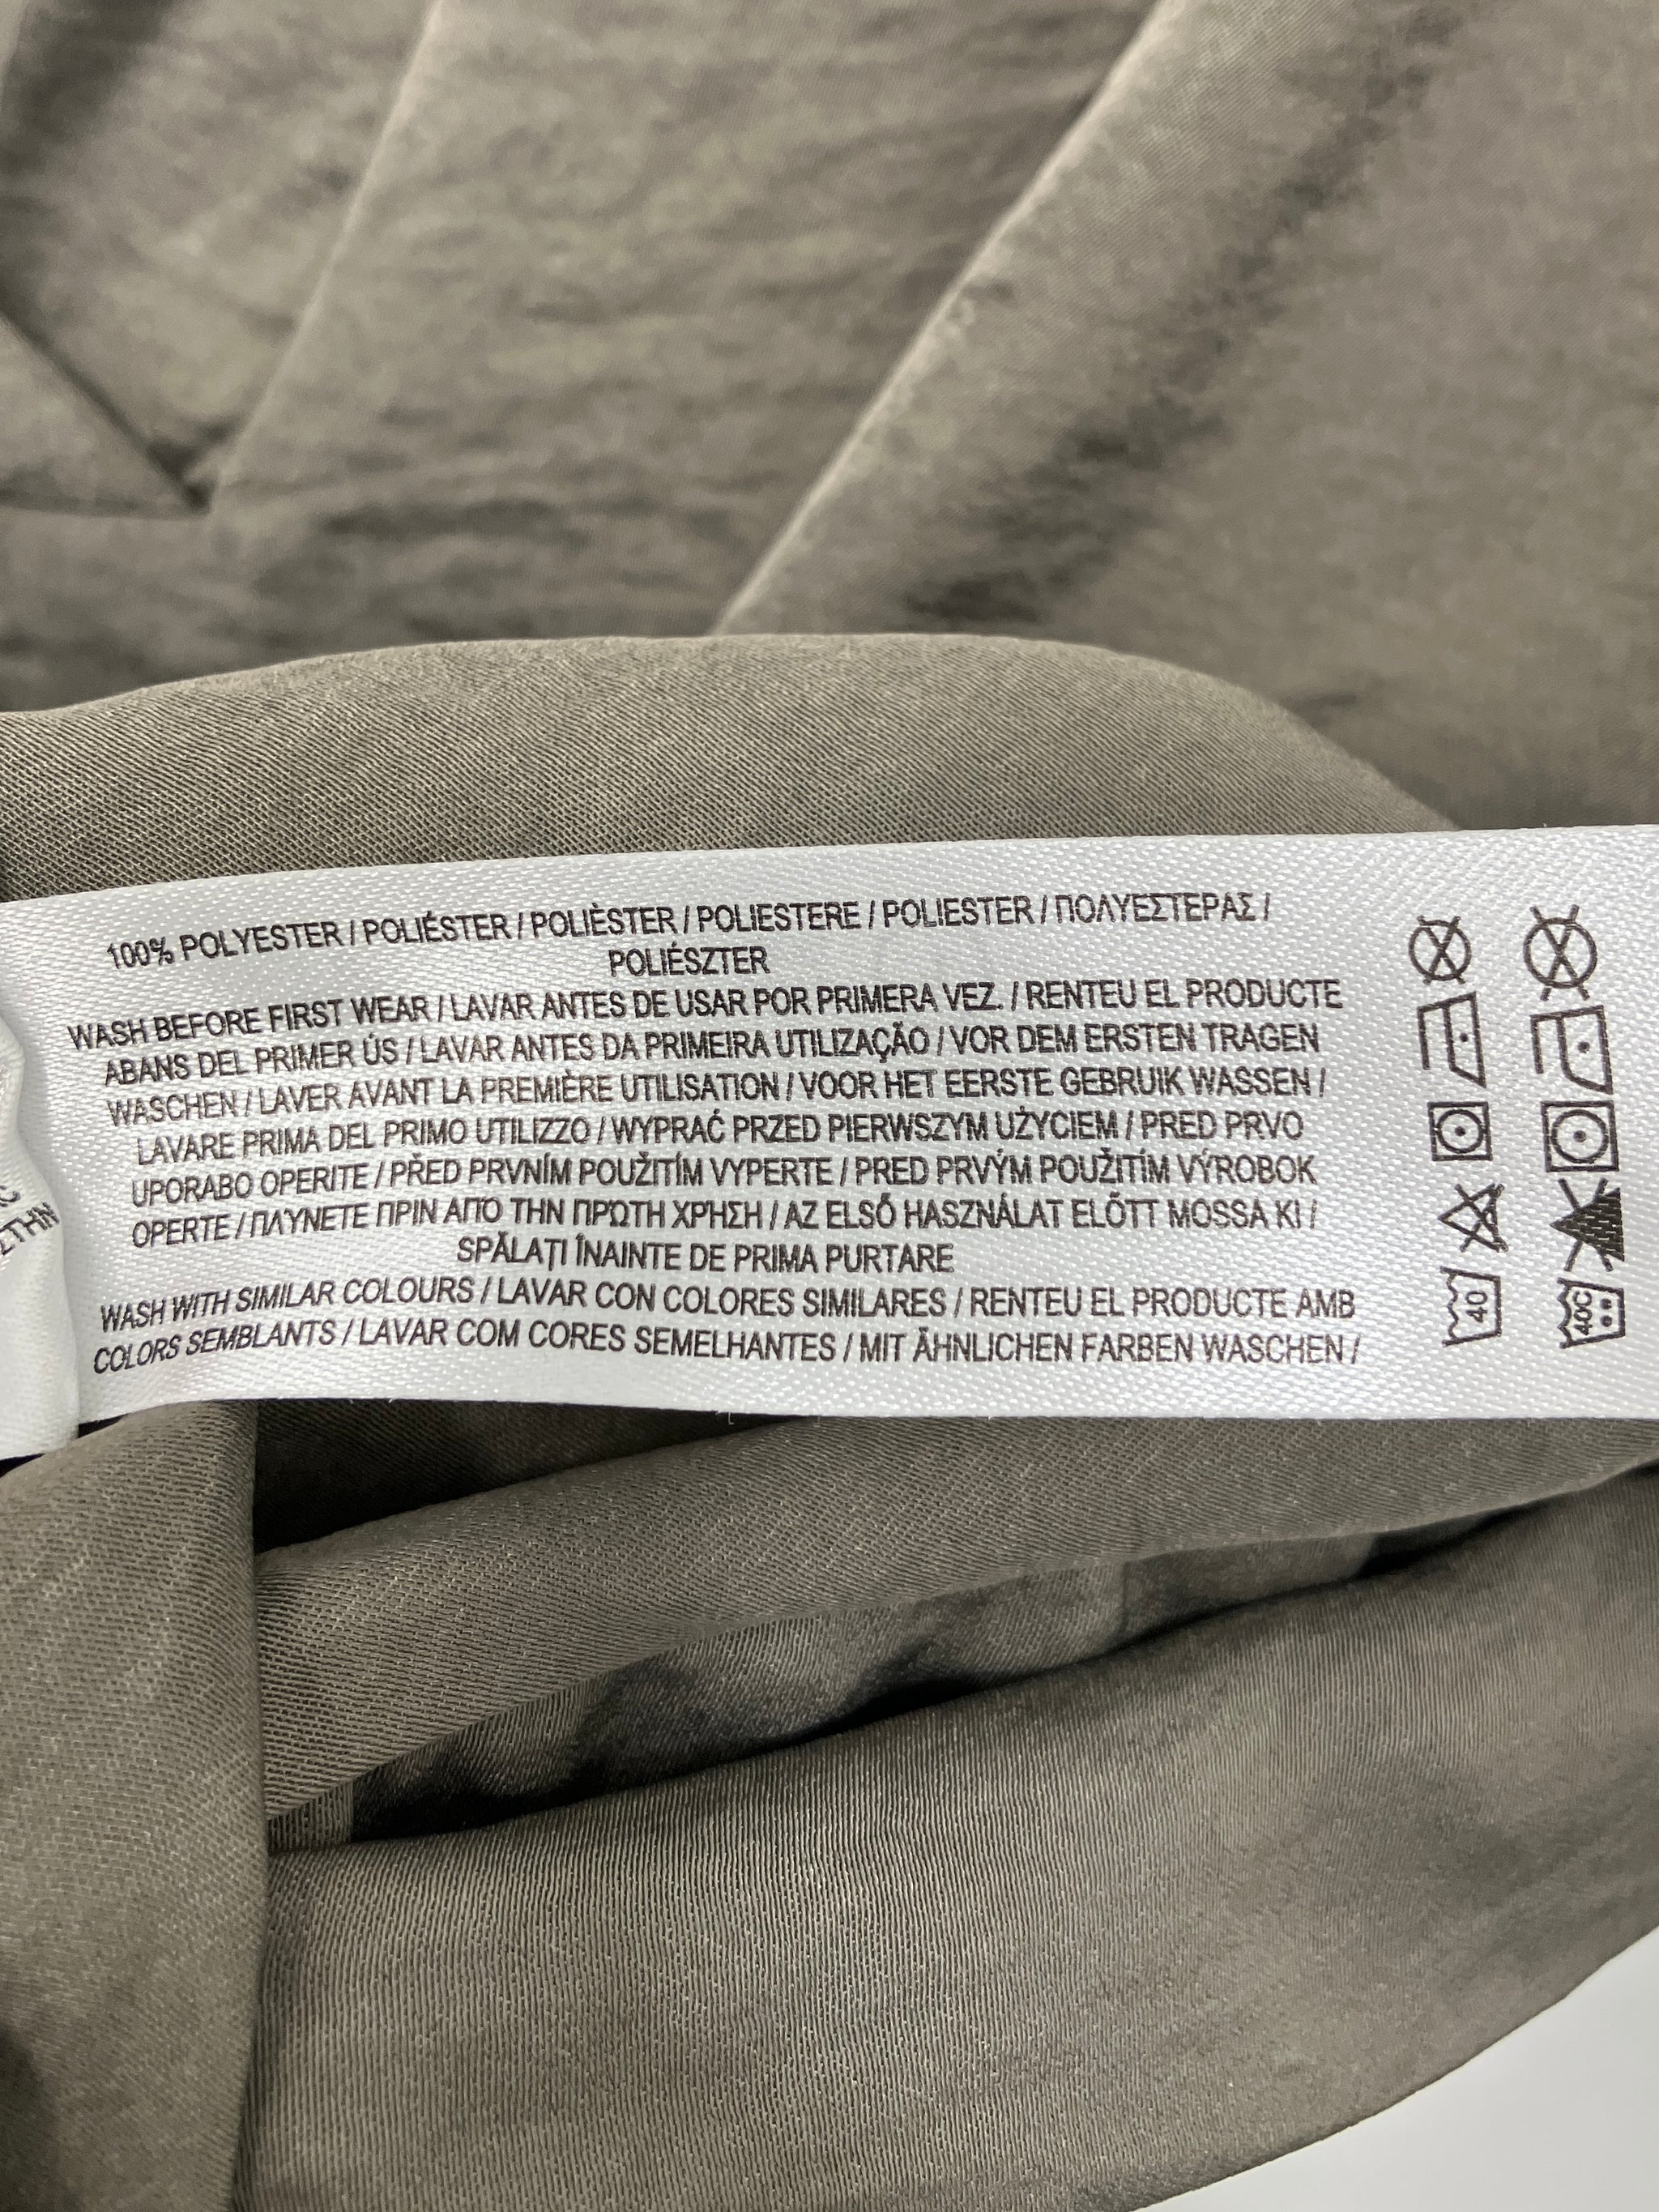 100% POLYESTER / POLIÉSTER / POLIÈSTER / POLIESTERE / POLIESTER / ΠΟΛΥΕΣΤΕΡΑΣ /
POLIÉSZTER
WASH BEFORE FIRST WEAR / LAVAR ANTES DE USAR POR PRIMERA VEZ. / RENTEU EL PRODUCTE
ABANS DEL PRIMER ÚS / LAVAR ANTES DA PRIMEIRA UTILIZAÇÃO / VOR DEM ERSTEN TRAGEN
WASCHEN / LAVER AVANT LA PREMIÈRE UTILISATION / VOOR HET EERSTE GEBRUIK WASSEN /
LAVARE PRIMA DEL PRIMO UTILIZZO / WYPRAĆ PRZED PIERWSZYM UŻYCIEM / PRED PRVO
UPORABO OPERITE / PŘED PRVNÍM POUŽITÍM VYPERTE / PRED PRVÝM POUŽITÍM VÝROBOK
OPERTE / ΠΛΎΝΕΤΕ ΠΡΙΝ ΑΠΌ ΤΗΝ ΠΡΏΤΗ ΧΡΉΣΗ / AZ ELSŐ HASZNÁLAT ELŐTT MOSSA KI /
SPĂLAȚI ÎNAINTE DE PRIMA PURTARE
WASH WITH SIMILAR COLOURS / LAVAR CON COLORES SIMILARES / RENTEU EL PRODUCTE AMB
COLORS SEMBLANTS / LAVAR COM CORES SEMELHANTES / MIT ÄHNLICHEN FARBEN WASCHEN /
40
40C